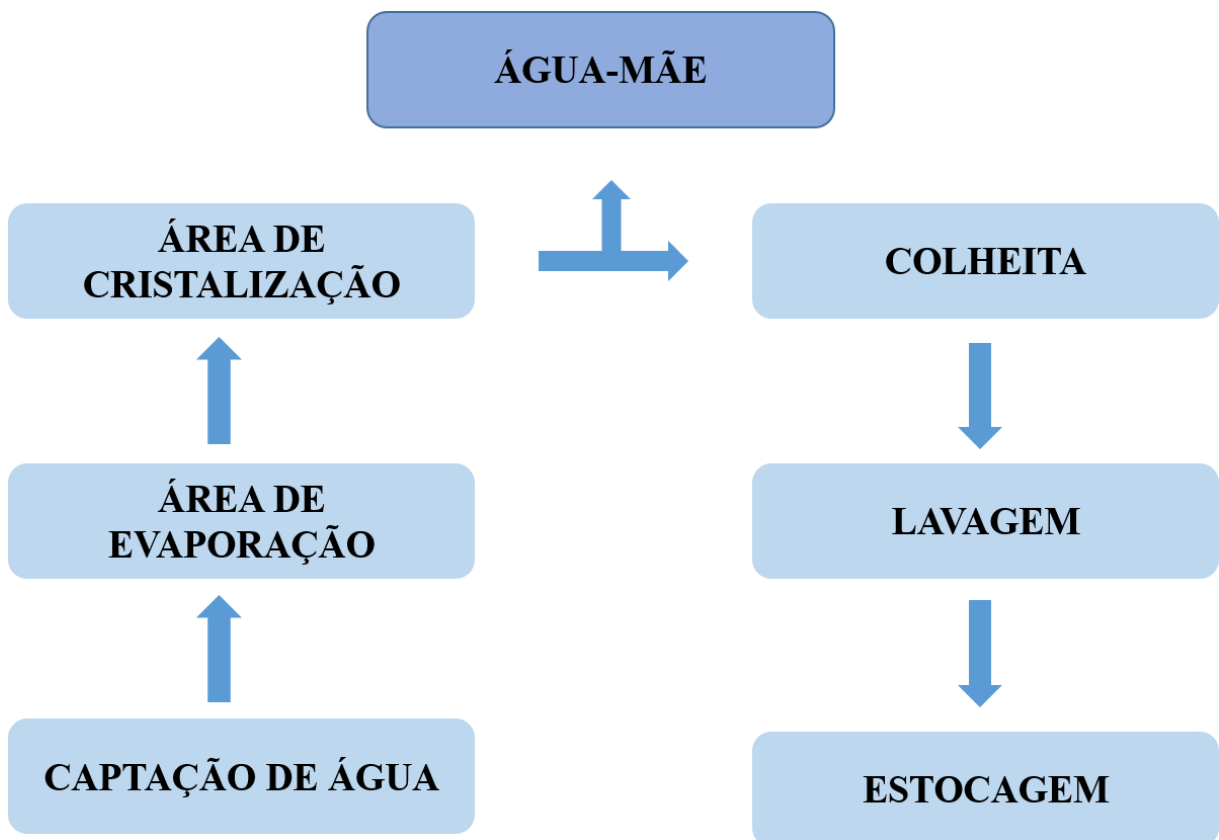 ÁGUA-MÃE
ÁREA DE
CRISTALIZAÇÃO
COLHEITA
ÁREA DE
EVAPORAÇÃO
LAVAGEM
CAPTAÇÃO DE ÁGUA
ESTOCAGEM